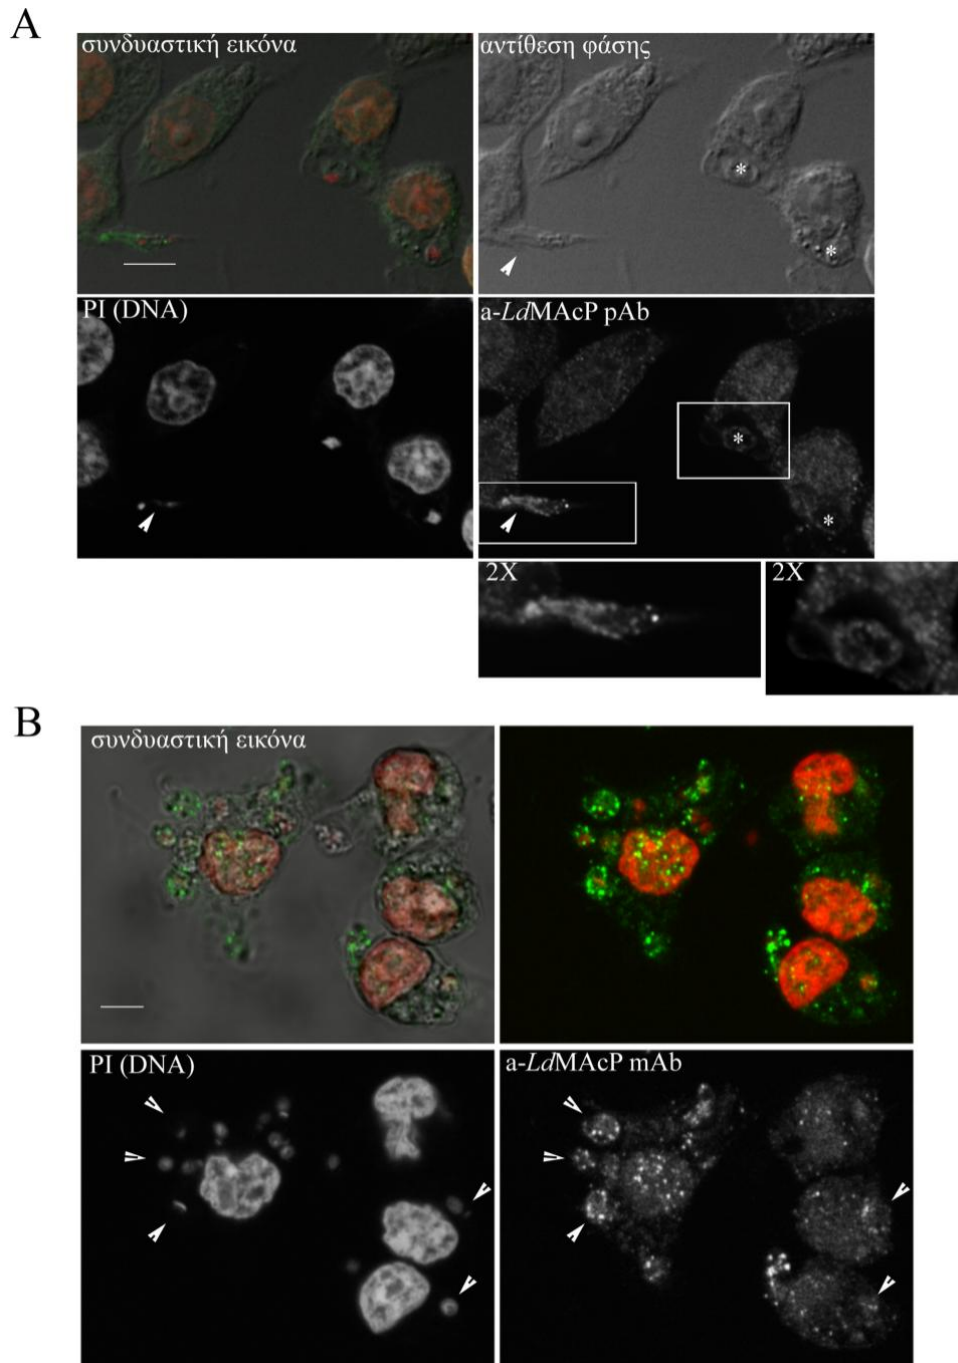 A
συνδυαστική εικόνα
αντίθεση φάσης
*
*
PI (DNA)
a-LdMAcP pAb
*
*
2X
2X
B
συνδυαστική εικόνα
PI (DNA)
a-LdMAcP mAb